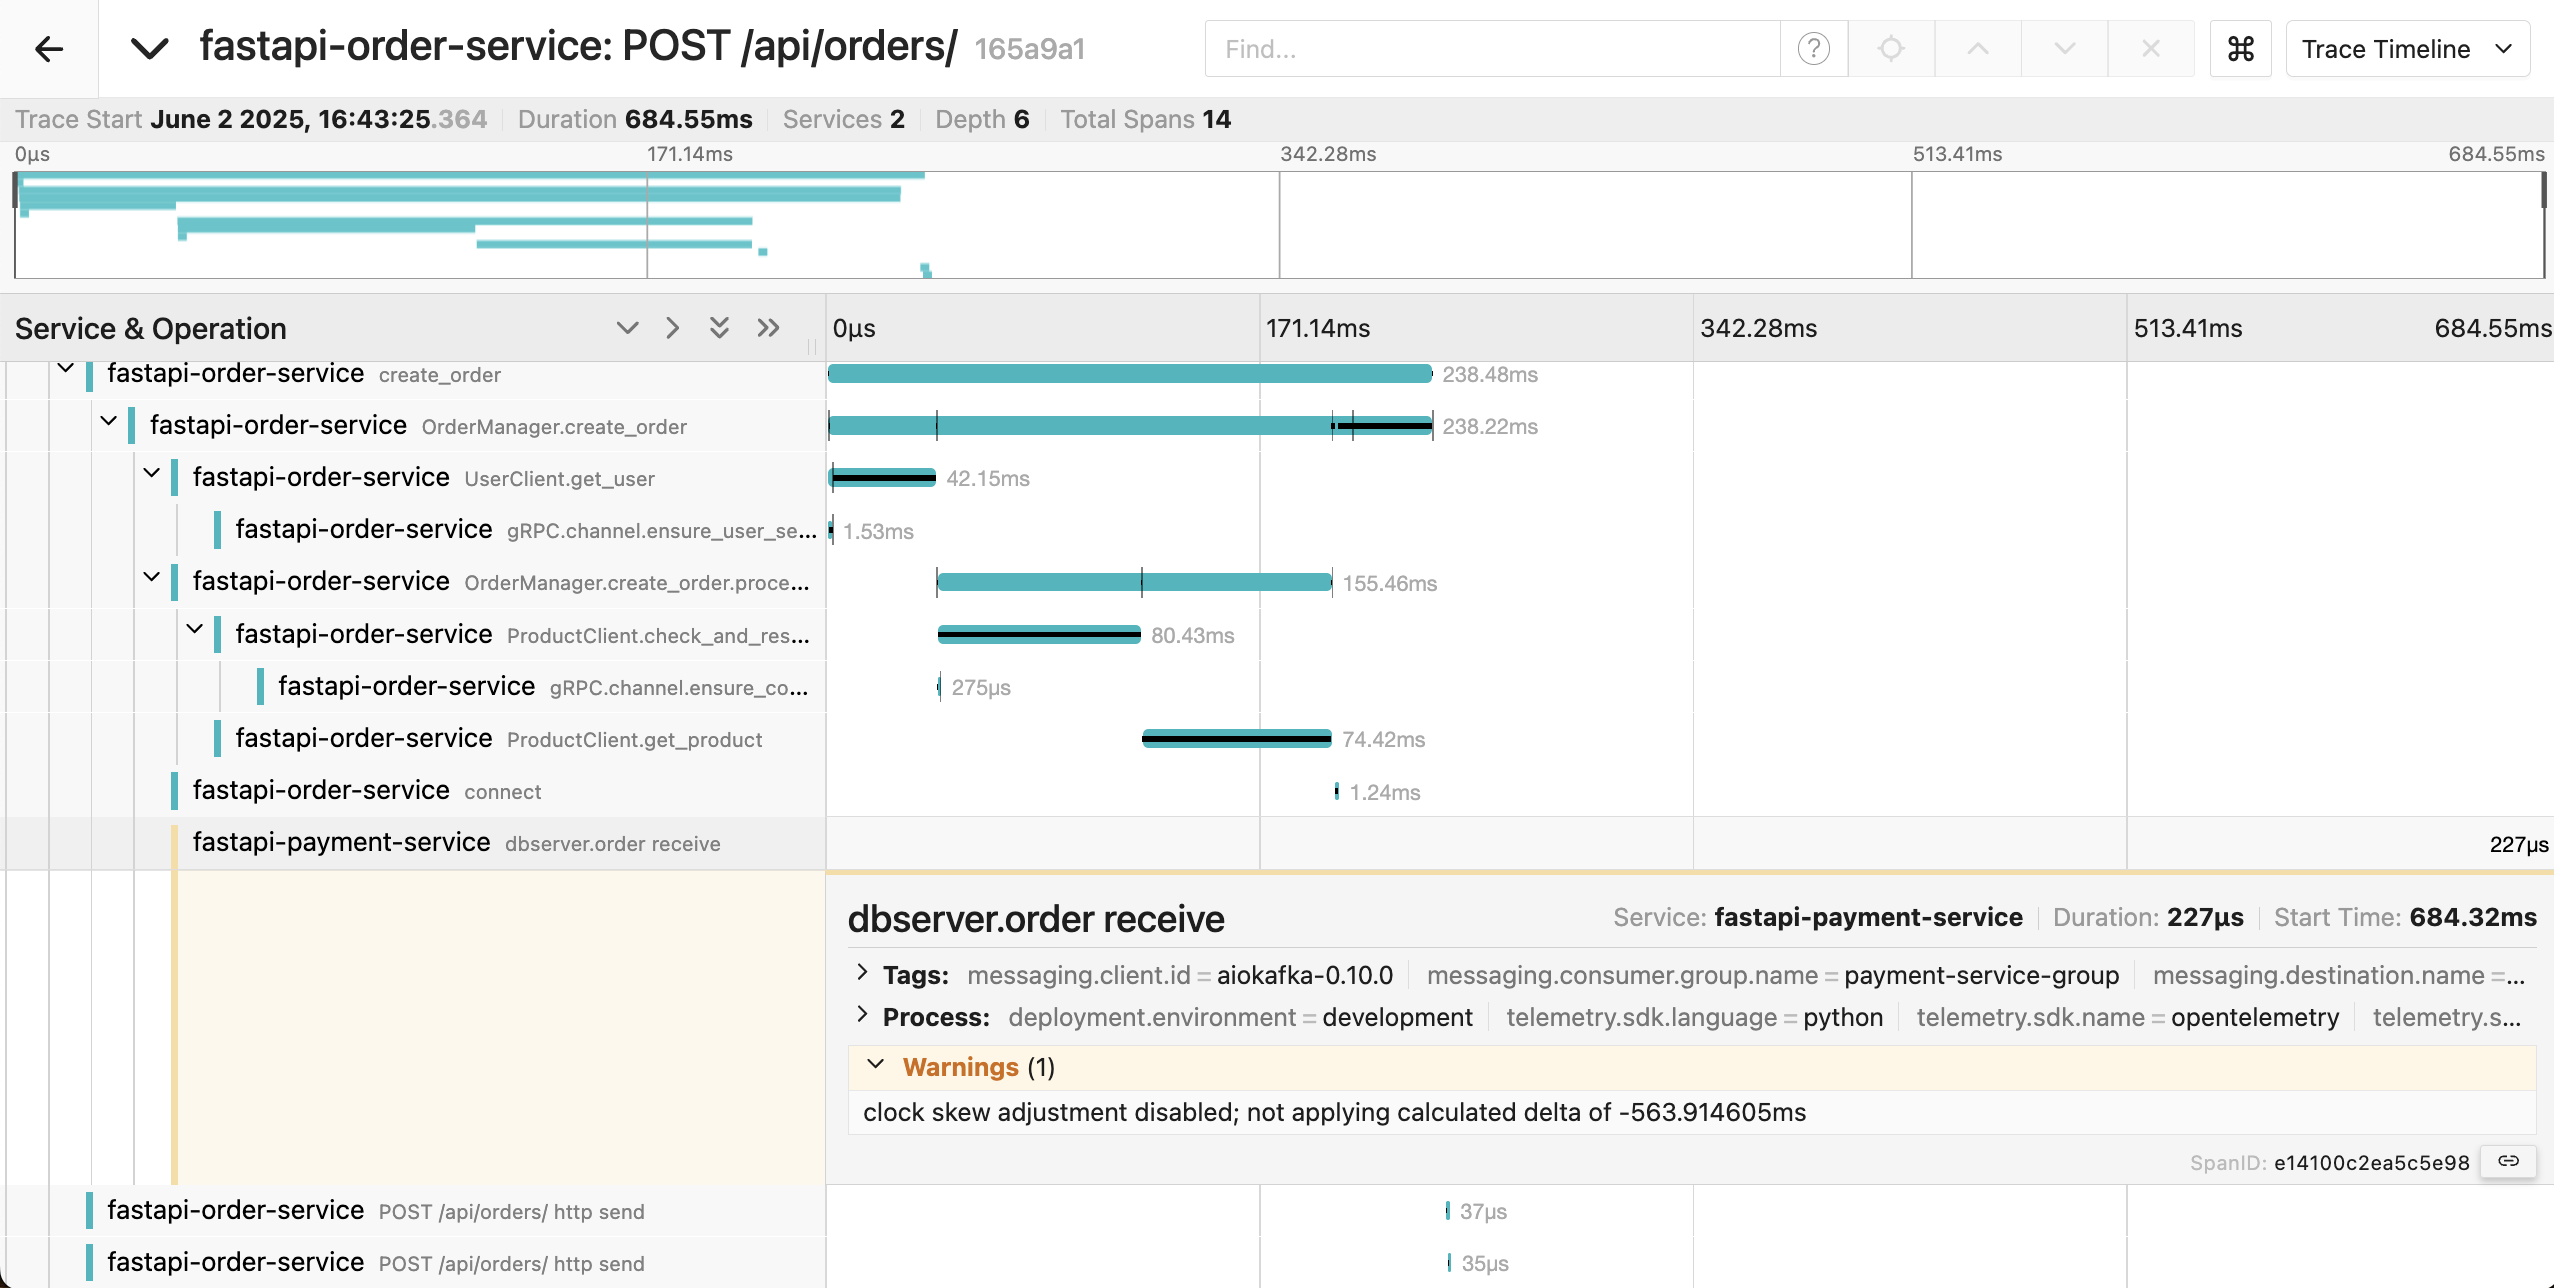 fastapi-order-service: POST /api/orders/ 165a9a1
Find...
?
⌘
Trace Timeline
Trace Start June 2 2025, 16:43:25.364 Duration 684.55ms Services 2 Depth 6 Total Spans 14
0μs 171.14ms 342.28ms 513.41ms 684.55ms
Service & Operation 0μs 171.14ms 342.28ms 513.41ms 684.55ms
fastapi-order-service create_order 238.48ms
fastapi-order-service OrderManager.create_order 238.22ms
fastapi-order-service UserClient.get_user 42.15ms
fastapi-order-service gRPC.channel.ensure_user_se... 1.53ms
fastapi-order-service OrderManager.create_order.proce... 155.46ms
fastapi-order-service ProductClient.check_and_res... 80.43ms
fastapi-order-service gRPC.channel.ensure_co... 275μs
fastapi-order-service ProductClient.get_product 74.42ms
fastapi-order-service connect 1.24ms
fastapi-payment-service dbserver.order receive 227μs
dbserver.order receive Service: fastapi-payment-service Duration: 227μs Start Time: 684.32ms
Tags: messaging.client.id = aiokafka-0.10.0 messaging.consumer.group.name = payment-service-group messaging.destination.name =...
Process: deployment.environment = development telemetry.sdk.language = python telemetry.sdk.name = opentelemetry telemetry.s...
Warnings (1)
clock skew adjustment disabled; not applying calculated delta of -563.914605ms
SpanID: e14100c2ea5c5e98
fastapi-order-service POST /api/orders/ http send 37μs
fastapi-order-service POST /api/orders/ http send 35μs